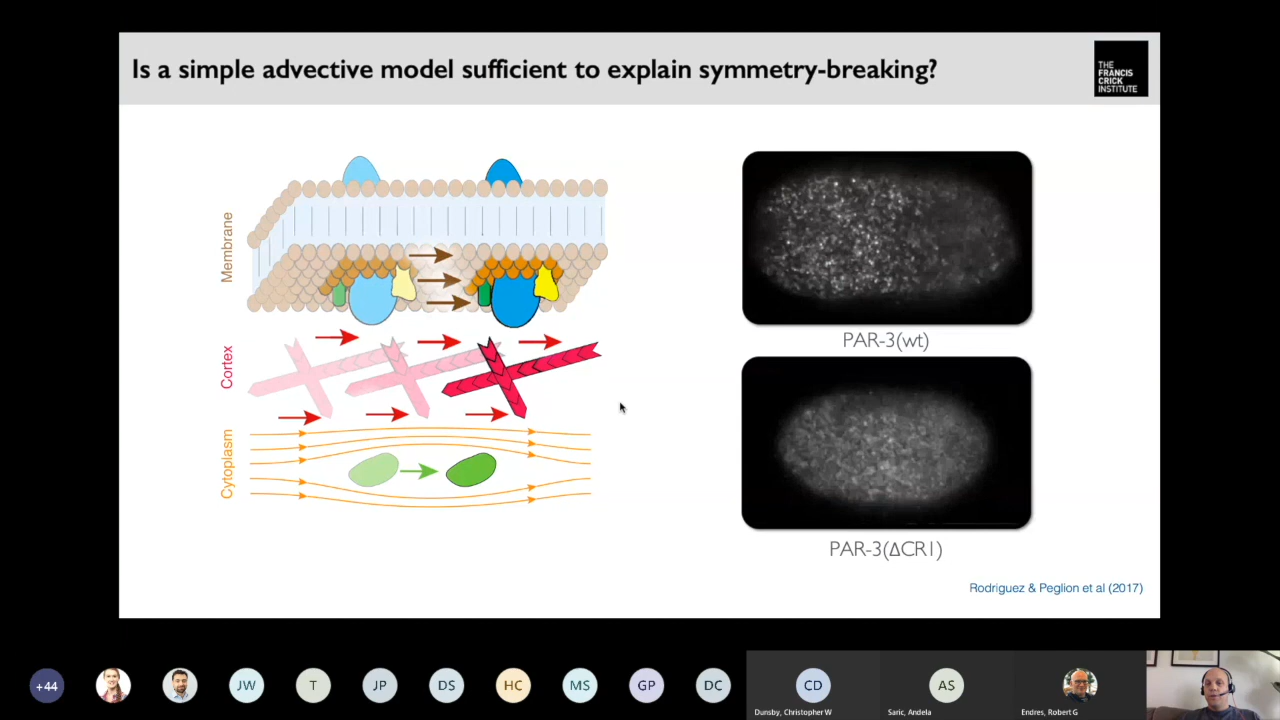 Is a simple advective model sufficient to explain symmetry-breaking?
THE
FRANCIS
CRICK
INSTITUTE
Membrane
Cortex
Cytoplasm
PAR-3(wt)
PAR-3(ΔCR1)
Rodriguez & Peglion et al (2017)
+44
JW
T
JP
DS
HC
MS
GP
DC
CD
AS
Dunsby, Christopher W
Saric, Andela
Endres, Robert G